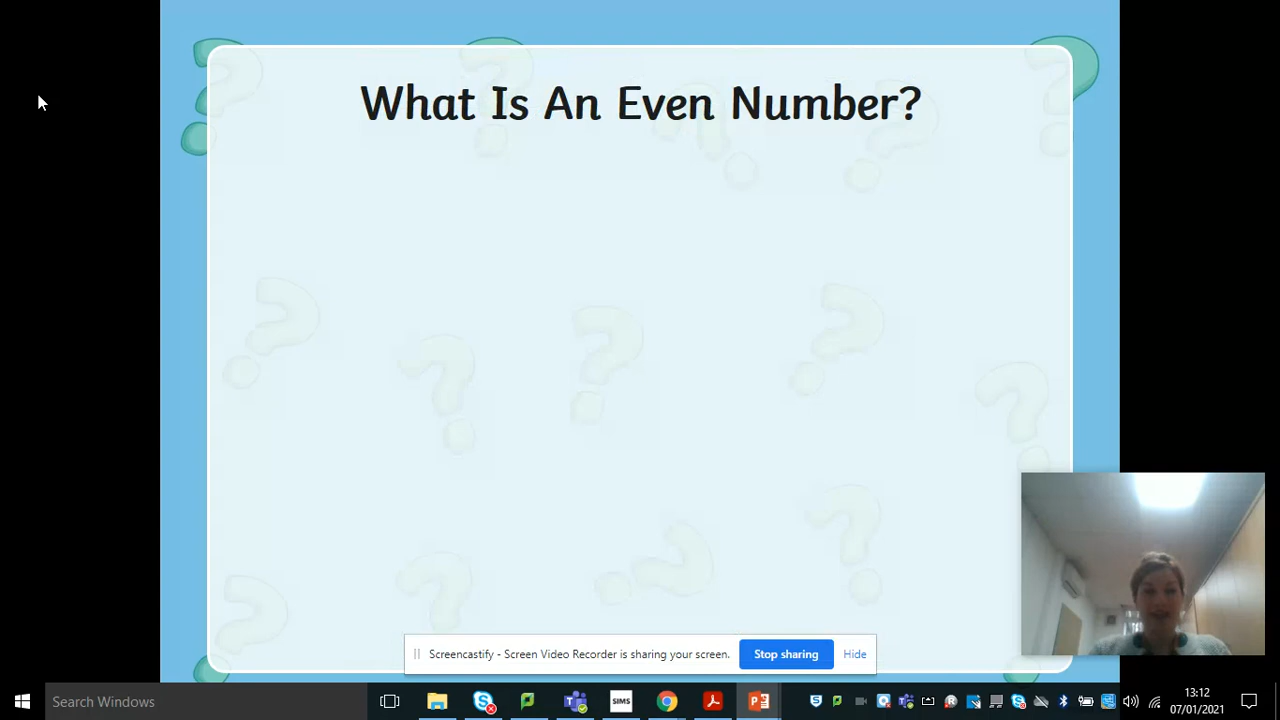 What Is An Even Number?
Screencastify - Screen Video Recorder is sharing your screen.
Stop sharing
Hide
Search Windows
SIMS
13:12
07/01/2021